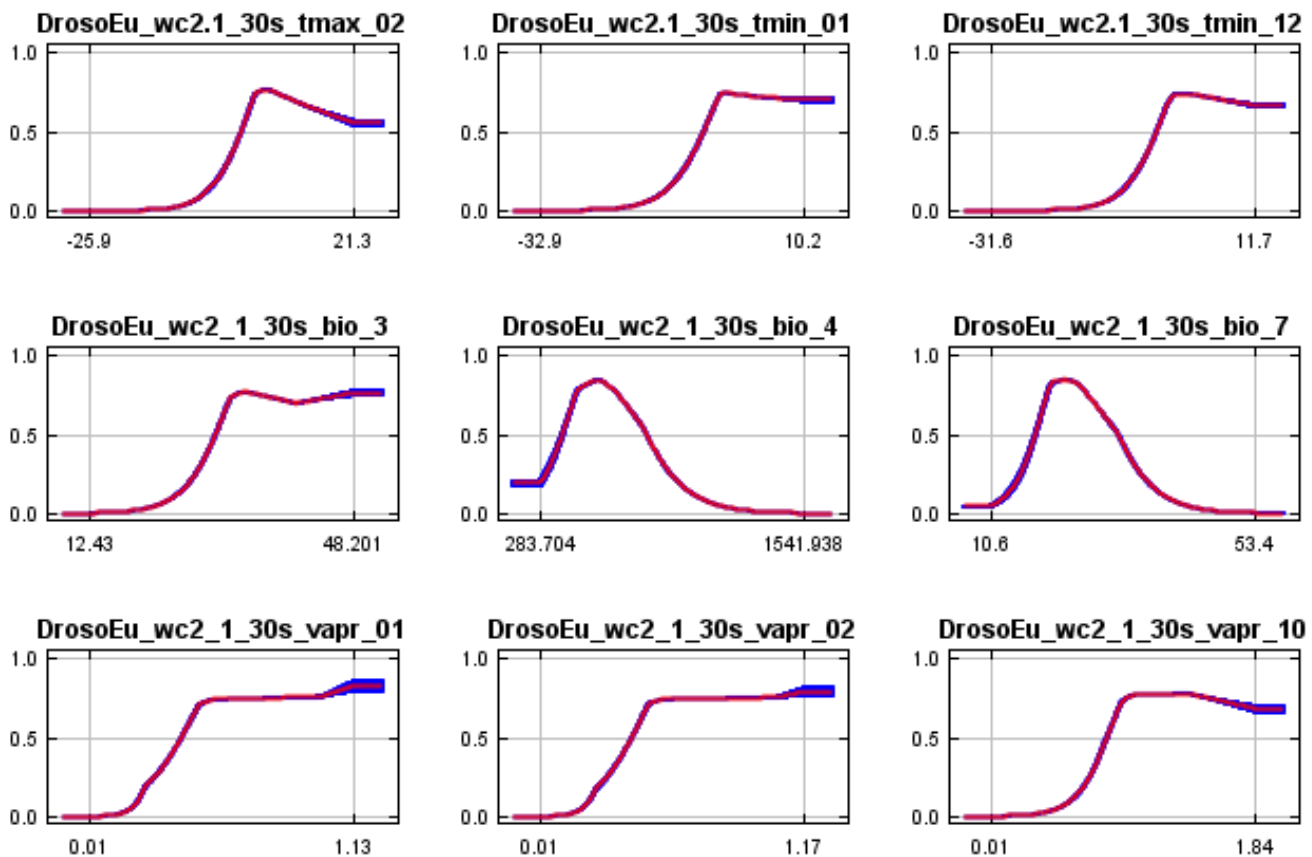 DrosoEu_wc2.1_30s_tmax_02 DrosoEu_wc2.1_30s_tmin_01 DrosoEu_wc2.1_30s_tmin_12
1.0 1.0 1.0
0.5 0.5 0.5
0.0 0.0 0.0
-25.9 21.3 -32.9 10.2 -31.6 11.7
DrosoEu_wc2_1_30s_bio_3 DrosoEu_wc2_1_30s_bio_4 DrosoEu_wc2_1_30s_bio_7
1.0 1.0 1.0
0.5 0.5 0.5
0.0 0.0 0.0
12.43 48.201 283.704 1541.938 10.6 53.4
DrosoEu_wc2_1_30s_vapr_01 DrosoEu_wc2_1_30s_vapr_02 DrosoEu_wc2_1_30s_vapr_10
1.0 1.0 1.0
0.5 0.5 0.5
0.0 0.0 0.0
0.01 1.13 0.01 1.17 0.01 1.84